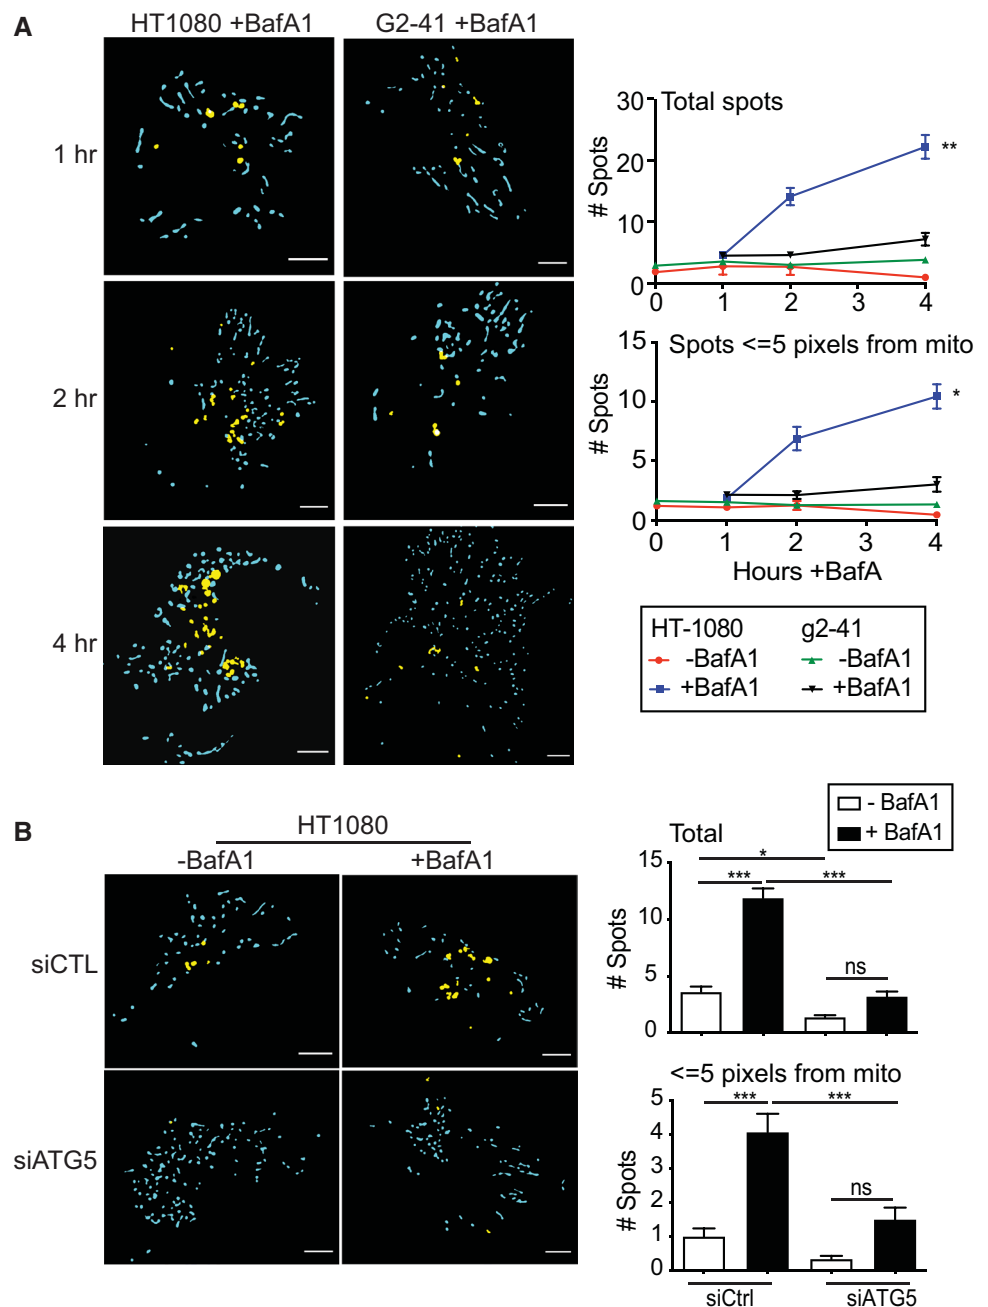 A
HT1080 +BafA1
G2-41 +BafA1
1 hr
2 hr
4 hr
Total spots
# Spots
30
20
10
0
0 1 2 3 4
**
Spots <=5 pixels from mito
# Spots
15
10
5
0
0 1 2 3 4
*
Hours +BafA
HT-1080 g2-41
-BafA1 -BafA1
+BafA1 +BafA1
B
HT1080
-BafA1
+BafA1
siCTL
siATG5
- BafA1
+ BafA1
Total
# Spots
15
10
5
0
*
*** ***
ns
<=5 pixels from mito
# Spots
5
4
3
2
1
0
*** ***
ns
siCtrl siATG5